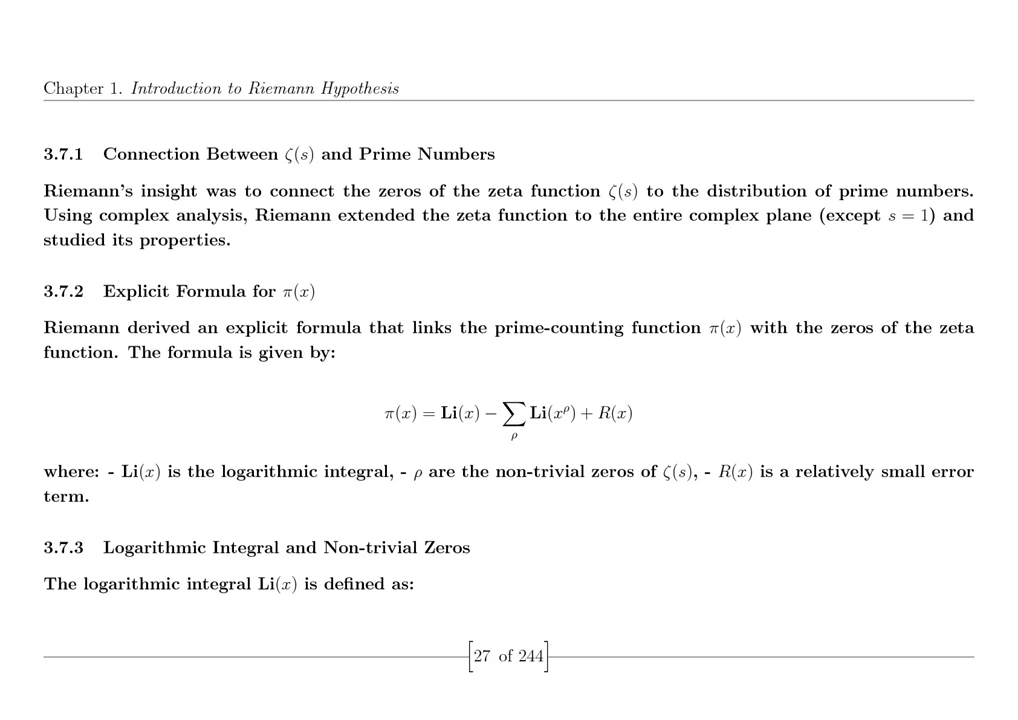 Chapter 1. Introduction to Riemann Hypothesis
3.7.1 Connection Between ζ(s) and Prime Numbers
Riemann's insight was to connect the zeros of the zeta function ζ(s) to the distribution of prime numbers.
Using complex analysis, Riemann extended the zeta function to the entire complex plane (except s = 1) and
studied its properties.
3.7.2 Explicit Formula for π(x)
Riemann derived an explicit formula that links the prime-counting function π(x) with the zeros of the zeta
function. The formula is given by:
π(x) = Li(x) − ∑ Li(x^ρ) + R(x)
ρ
where: - Li(x) is the logarithmic integral, - ρ are the non-trivial zeros of ζ(s), - R(x) is a relatively small error
term.
3.7.3 Logarithmic Integral and Non-trivial Zeros
The logarithmic integral Li(x) is defined as:
[27 of 244]